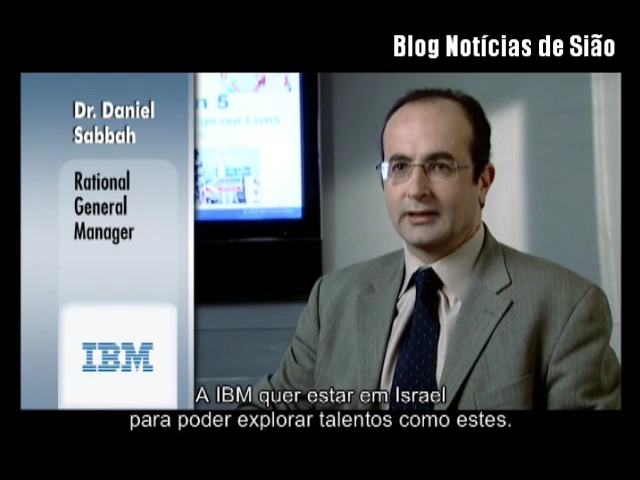 Blog Notícias de Sião
Dr. Daniel
Sabbah
Rational
General
Manager
IBM
n 5
A IBM quer estar em Israel
para poder explorar talentos como estes.